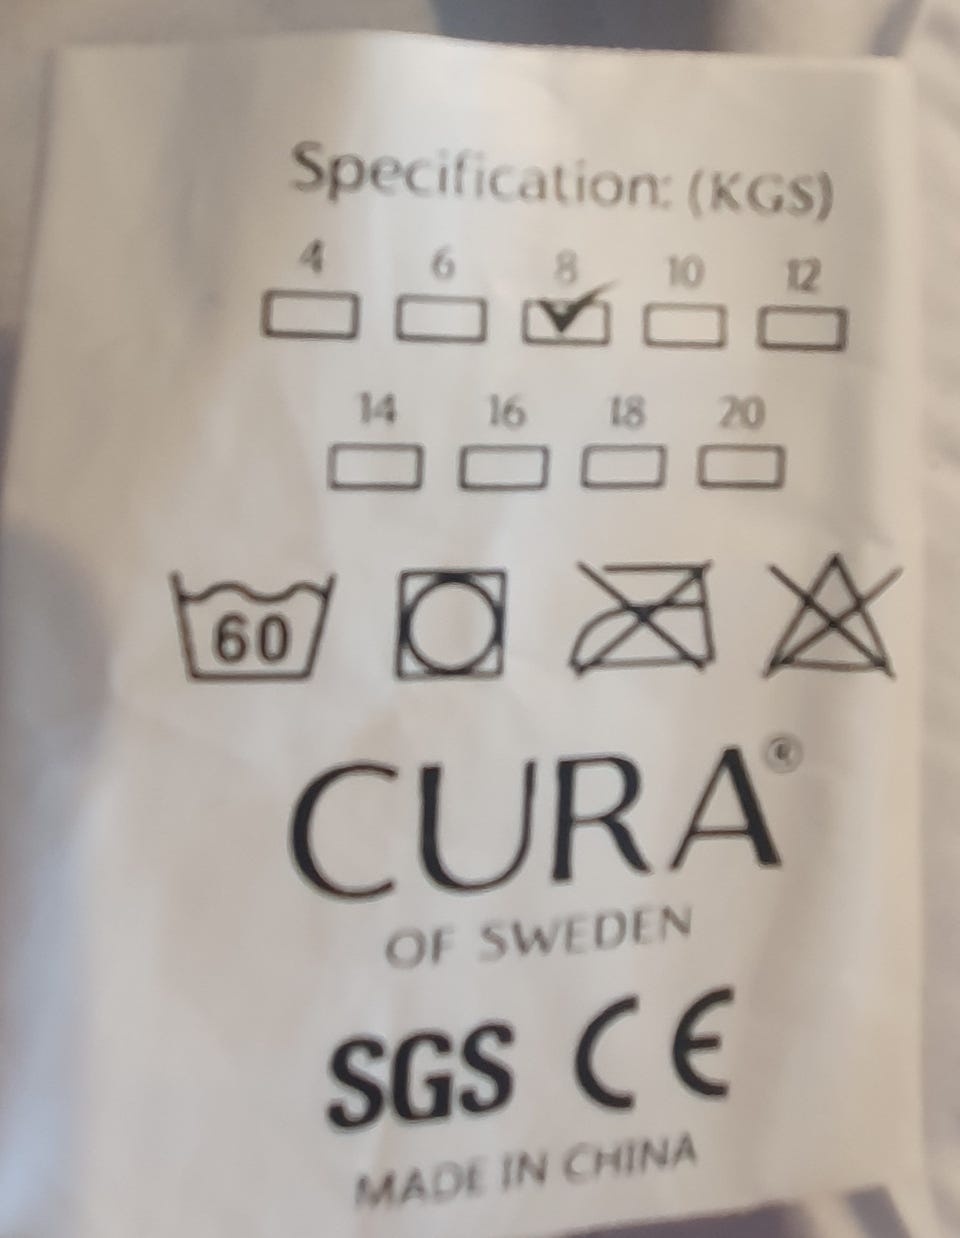 Specification: (KGS)
4 6 8 10 12
14 16 18 20
60
CURA®
OF SWEDEN
SGS CE
MADE IN CHINA